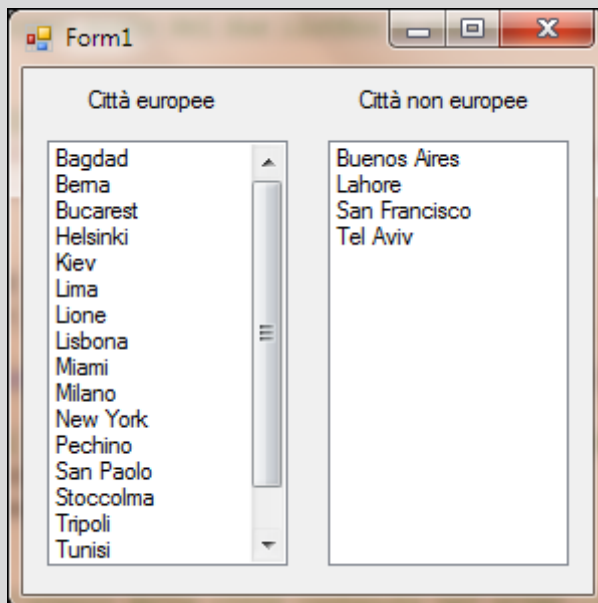 Form1
Città europee
Città non europee
Bagdad
Berna
Bucarest
Helsinki
Kiev
Lima
Lione
Lisbona
Miami
Milano
New York
Pechino
San Paolo
Stoccolma
Tripoli
Tunisi
Buenos Aires
Lahore
San Francisco
Tel Aviv